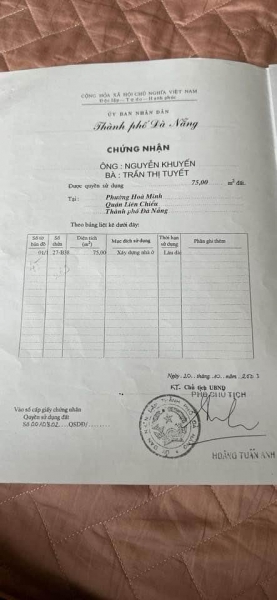 CỘNG HÒA XÃ HỘI CHỦ NGHĨA VIỆT NAM
Độc lập - Tự do - Hạnh phúc
ỦY BAN NHÂN DÂN
Thành phố Đà Nẵng
CHỨNG NHẬN
ÔNG : NGUYỄN KHUYẾN
BÀ : TRẦN THỊ TUYẾT
Được quyền sử dụng 75,00 m² đất.
Tại : Phường Hoà Minh
Quận Liên Chiểu
Thành phố Đà Nẵng
Theo bảng liệt kê dưới đây:
Số tờ bản đồ Số thửa Diện tích (m²) Mục đích sử dụng Thời hạn sử dụng Phần ghi thêm
75,00 Xây dựng nhà ở Lâu dài
Ngày tháng năm
KT. Chủ tịch UBND
PHÓ CHỦ TỊCH
Vào sổ cấp giấy chứng nhận
Quyền sử dụng đất
QSDĐ/
HOÀNG TUẤN ANH